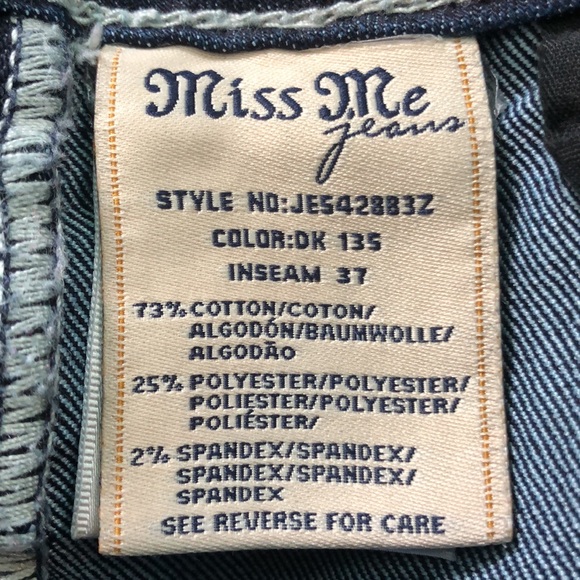 Miss Me
jeans
STYLE NO:JE5428B3Z
COLOR:DK 135
INSEAM 37
73% COTTON/COTON/
ALGODÓN/BAUMWOLLE/
ALGODÃO
25% POLYESTER/POLYESTER/
POLIESTER/POLYESTER/
POLIÉSTER/
2% SPANDEX/SPANDEX/
SPANDEX/SPANDEX/
SPANDEX
SEE REVERSE FOR CARE